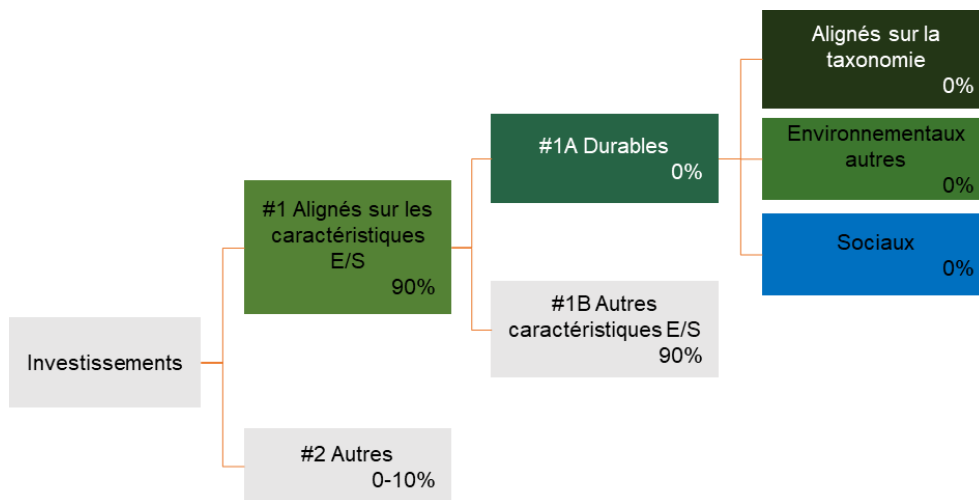 Investissements
#1 Alignés sur les
caractéristiques
E/S
90%
#2 Autres
0-10%
#1A Durables
0%
#1B Autres
caractéristiques E/S
90%
Alignés sur la
taxonomie
0%
Environnementaux
autres
0%
Sociaux
0%